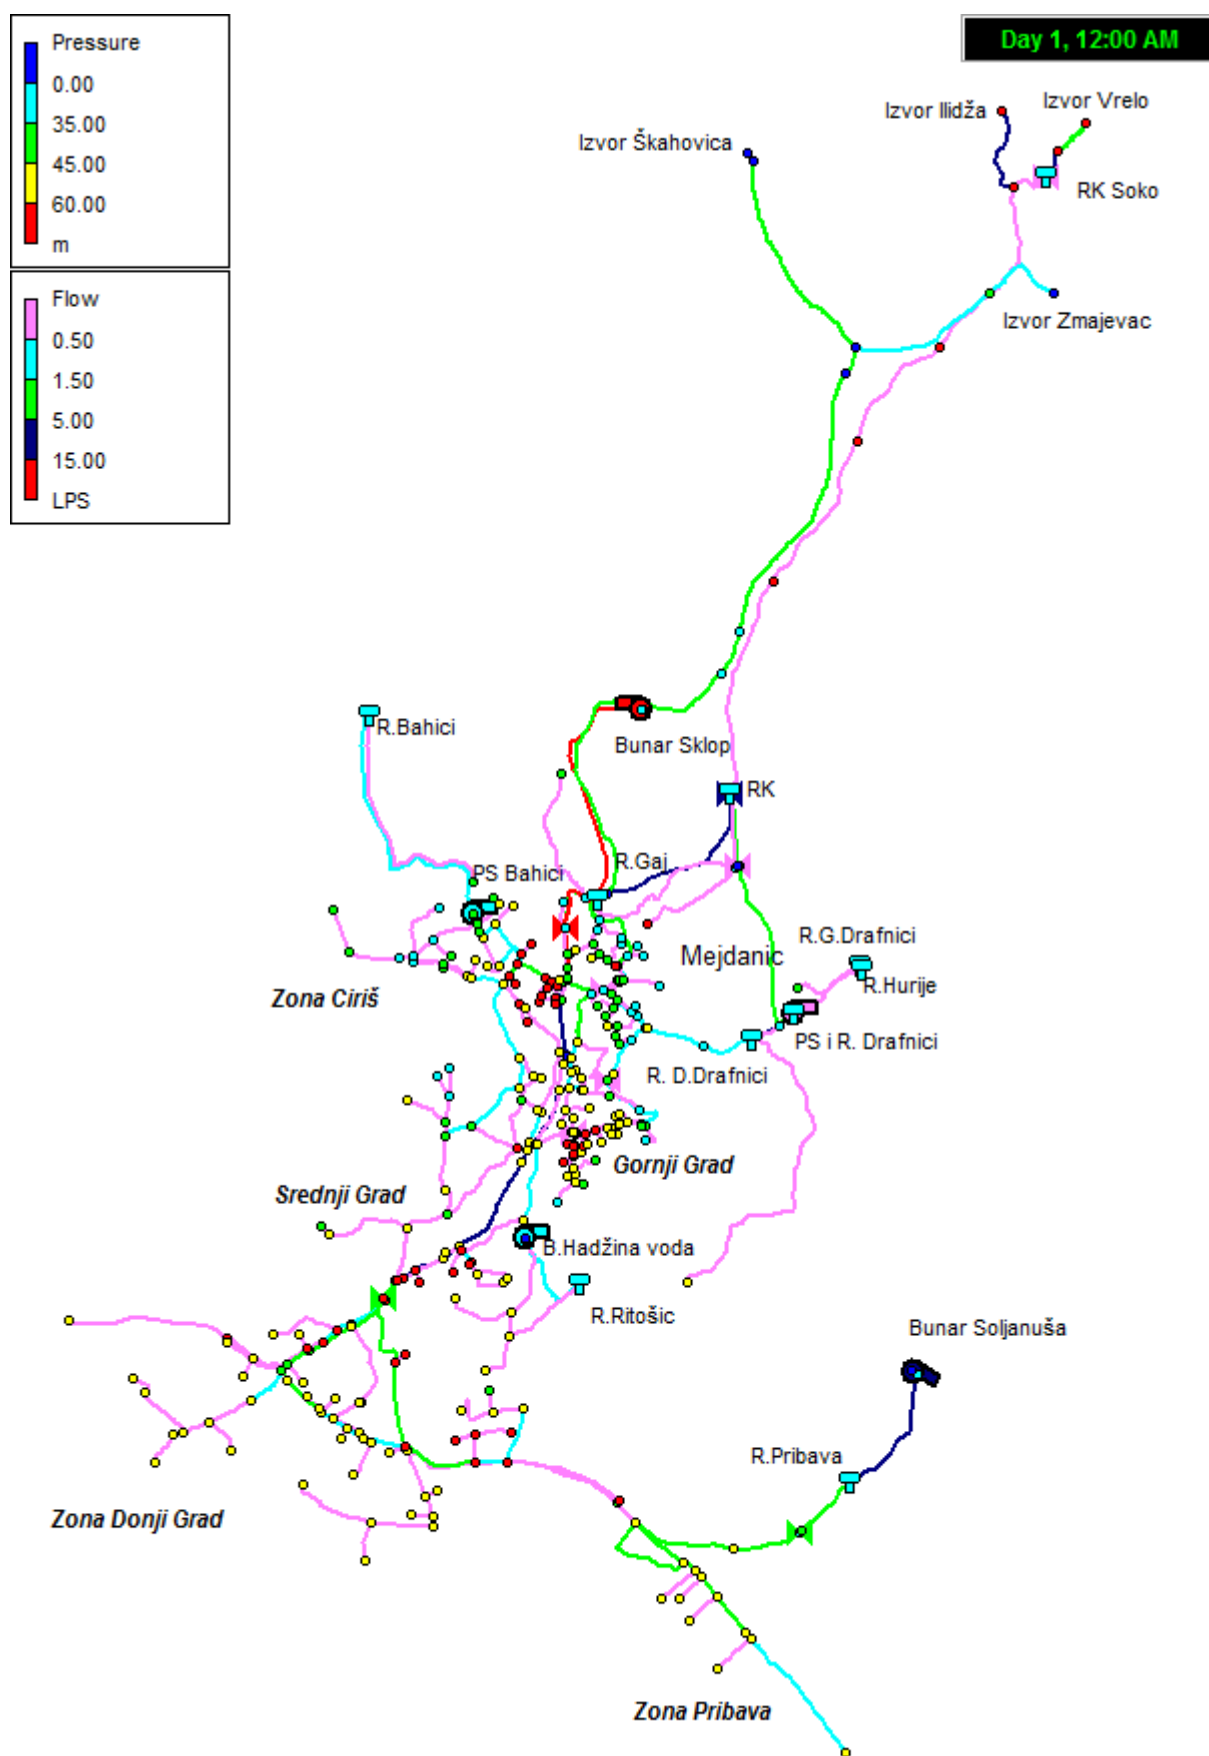 Pressure
0.00
35.00
45.00
60.00
m
Flow
0.50
1.50
5.00
15.00
LPS
Day 1, 12:00 AM
Izvor Ilidža
Izvor Vrelo
Izvor Škahovica
RK Soko
Izvor Zmajevac
R.Bahici
Bunar Sklop
RK
PS Bahici
R.Gaj
Mejdanic
R.G.Drafnici
R.Hurije
Zona Ciriš
PS i R. Drafnici
R. D.Drafnici
Gornji Grad
Srednji Grad
B.Hadžina voda
R.Ritošic
Bunar Soljanuša
R.Pribava
Zona Donji Grad
Zona Pribava